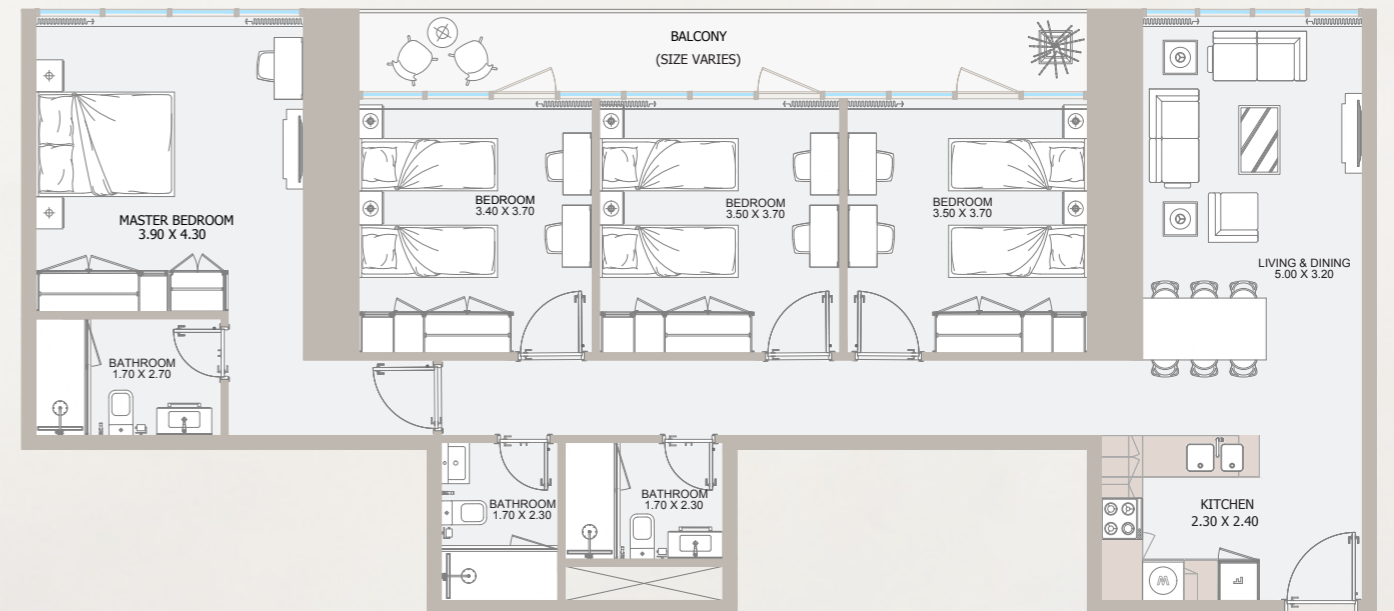 BALCONY
(SIZE VARIES)
MASTER BEDROOM
3.90 X 4.30
BEDROOM
3.40 X 3.70
BEDROOM
3.50 X 3.70
BEDROOM
3.50 X 3.70
LIVING & DINING
5.00 X 3.20
BATHROOM
1.70 X 2.70
BATHROOM
1.70 X 2.30
BATHROOM
1.70 X 2.30
KITCHEN
2.30 X 2.40
W